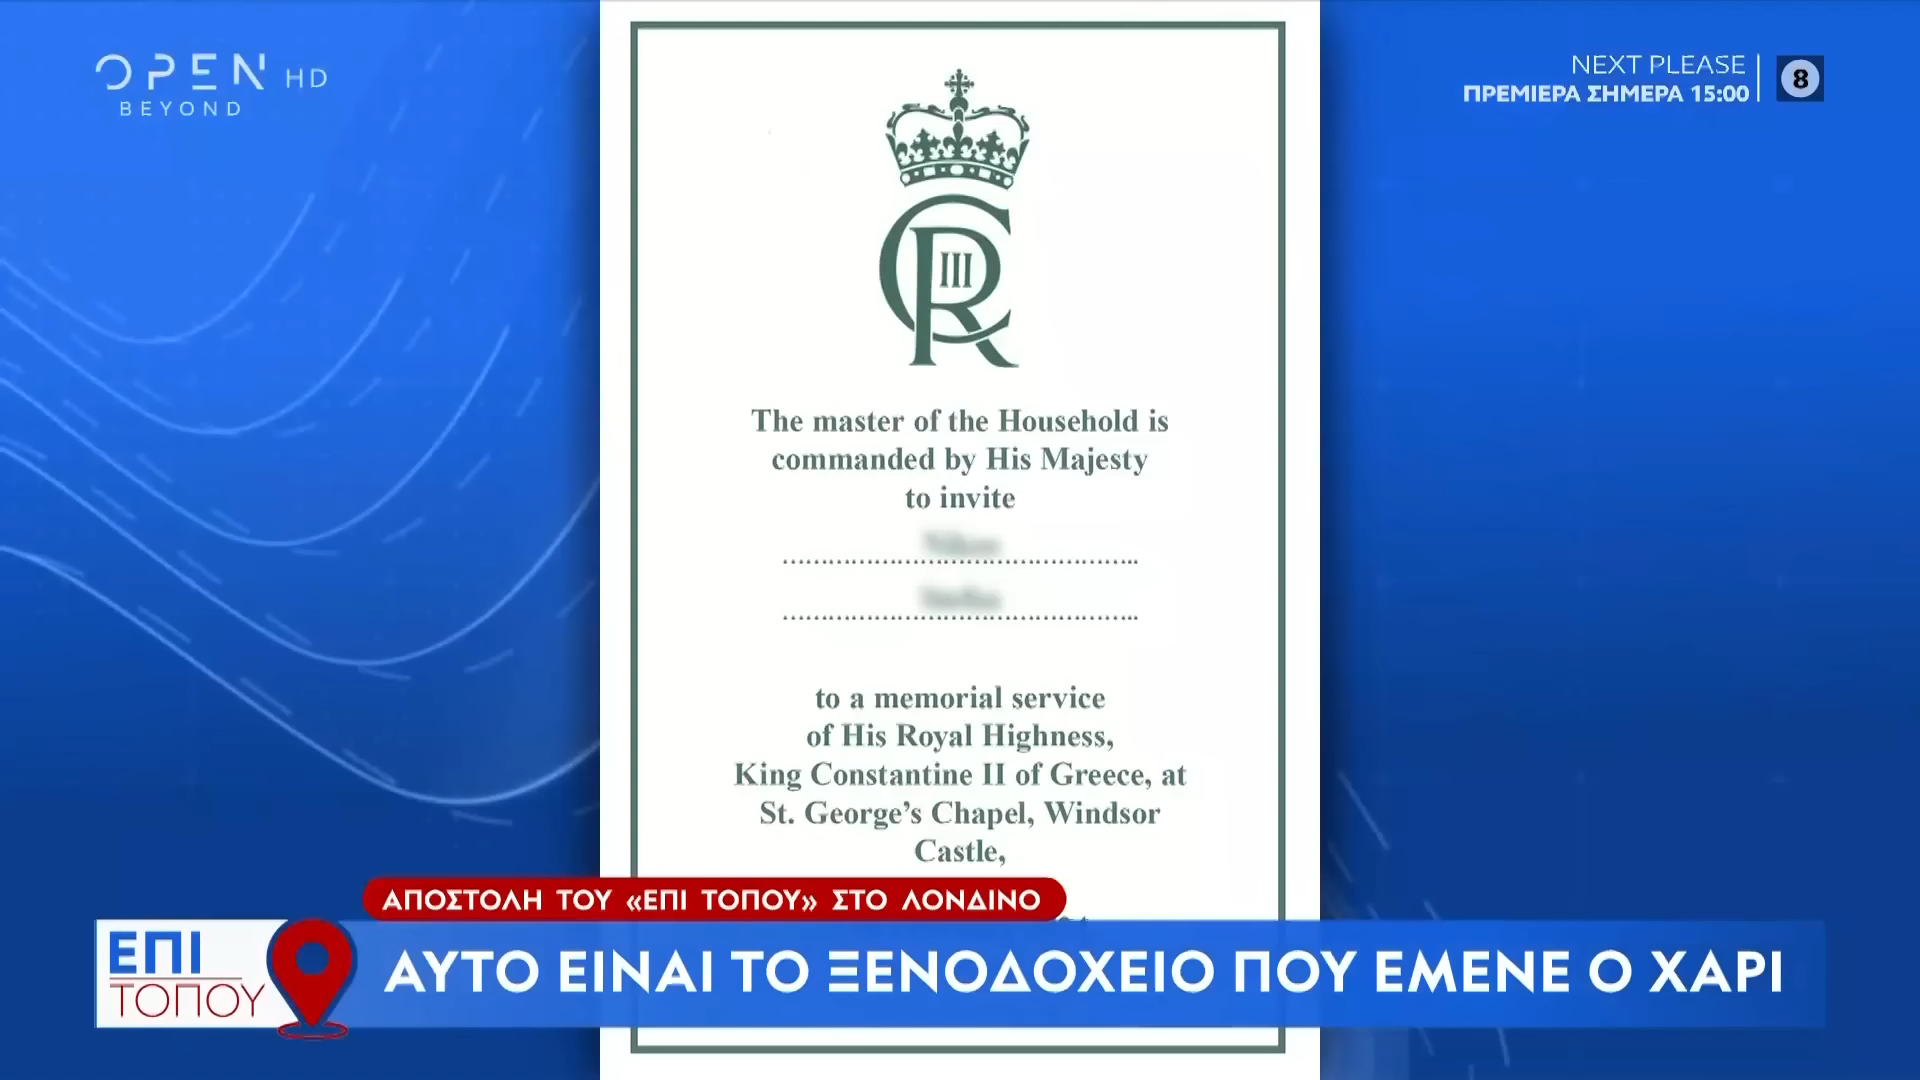 OPEN HD
BEYOND
NEXT PLEASE
ΠΡΕΜΙΕΡΑ ΣΗΜΕΡΑ 15:00
8
CR III
The master of the Household is
commanded by His Majesty
to invite
to a memorial service
of His Royal Highness,
King Constantine II of Greece, at
St. George’s Chapel, Windsor
Castle,
ΑΠΟΣΤΟΛΗ ΤΟΥ «ΕΠΙ ΤΟΠΟΥ» ΣΤΟ ΛΟΝΔΙΝΟ
ΕΠΙ
ΤΟΠΟΥ
ΑΥΤΟ ΕΙΝΑΙ ΤΟ ΞΕΝΟΔΟΧΕΙΟ ΠΟΥ ΕΜΕΝΕ Ο ΧΑΡΙ